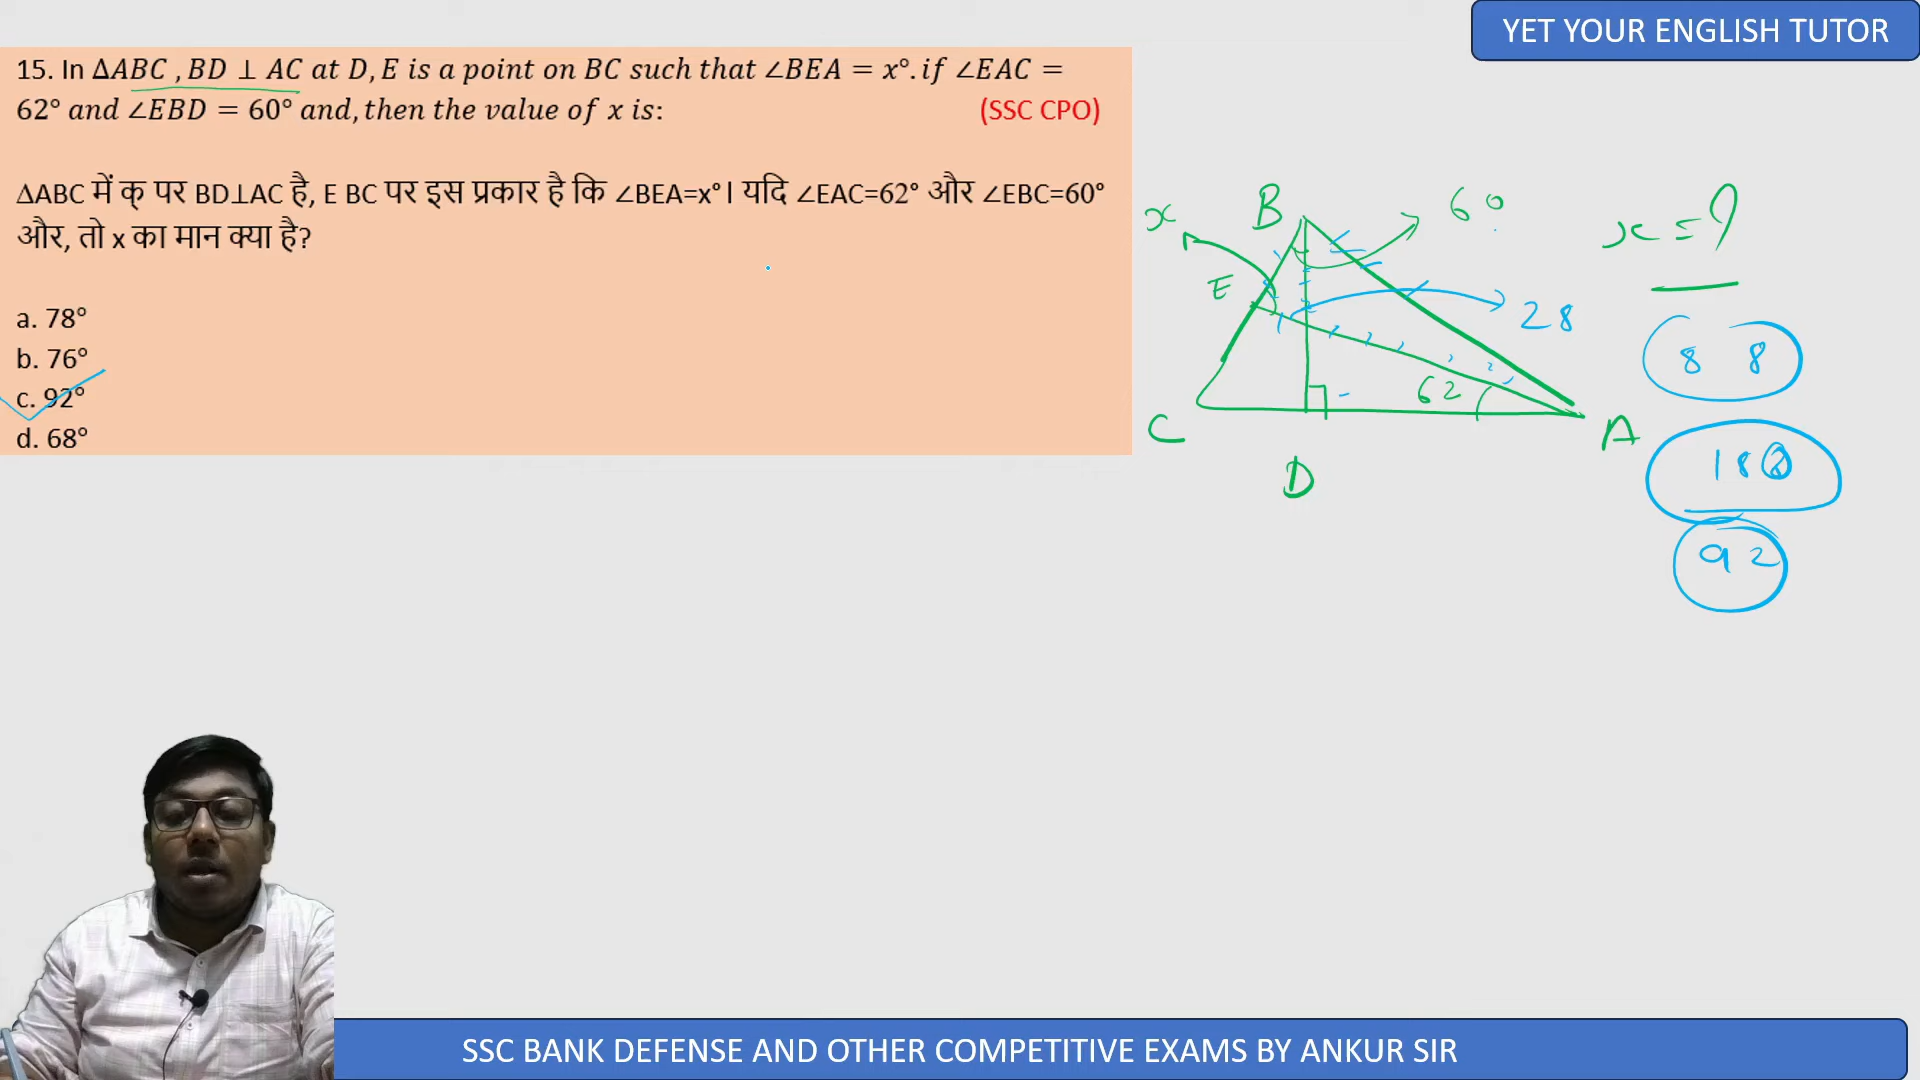 YET YOUR ENGLISH TUTOR
15. In ΔABC , BD ⊥ AC at D, E is a point on BC such that ∠BEA = x°. if ∠EAC =
62° and ∠EBD = 60° and, then the value of x is:
(SSC CPO)
ΔABC में क् पर BD⊥AC है, E BC पर इस प्रकार है कि ∠BEA=x°। यदि ∠EAC=62° और ∠EBC=60°
और, तो x का मान क्या है?
a. 78°
b. 76°
c. 92°
d. 68°
x
B
60
x = ?
E
28
88
62
C
A
D
180
92
SSC BANK DEFENSE AND OTHER COMPETITIVE EXAMS BY ANKUR SIR